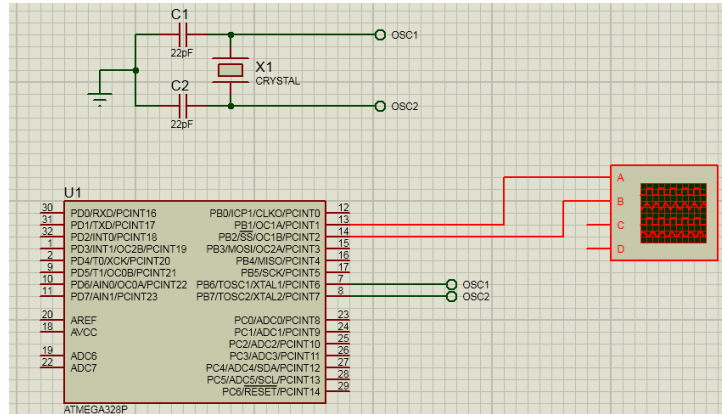 C1
22pF
OSC1
X1
CRYSTAL
C2
22pF
OSC2
U1
30 PD0/RXD/PCINT16 PB0/ICP1/CLKO/PCINT0 12
31 PD1/TXD/PCINT17 PB1/OC1A/PCINT1 13
32 PD2/INT0/PCINT18 PB2/SS/OC1B/PCINT2 14
1 PD3/INT1/OC2B/PCINT19 PB3/MOSI/OC2A/PCINT3 15
2 PD4/T0/XCK/PCINT20 PB4/MISO/PCINT4 16
9 PD5/T1/OC0B/PCINT21 PB5/SCK/PCINT5 17
10 PD6/AIN0/OC0A/PCINT22 PB6/TOSC1/XTAL1/PCINT6 7
11 PD7/AIN1/PCINT23 PB7/TOSC2/XTAL2/PCINT7 8
OSC1
OSC2
20 AREF PC0/ADC0/PCINT8 23
18 AVCC PC1/ADC1/PCINT9 24
PC2/ADC2/PCINT10 25
19 ADC6 PC3/ADC3/PCINT11 26
22 ADC7 PC4/ADC4/SDA/PCINT12 27
PC5/ADC5/SCL/PCINT13 28
PC6/RESET/PCINT14 29
ATMEGA328P
A
B
C
D